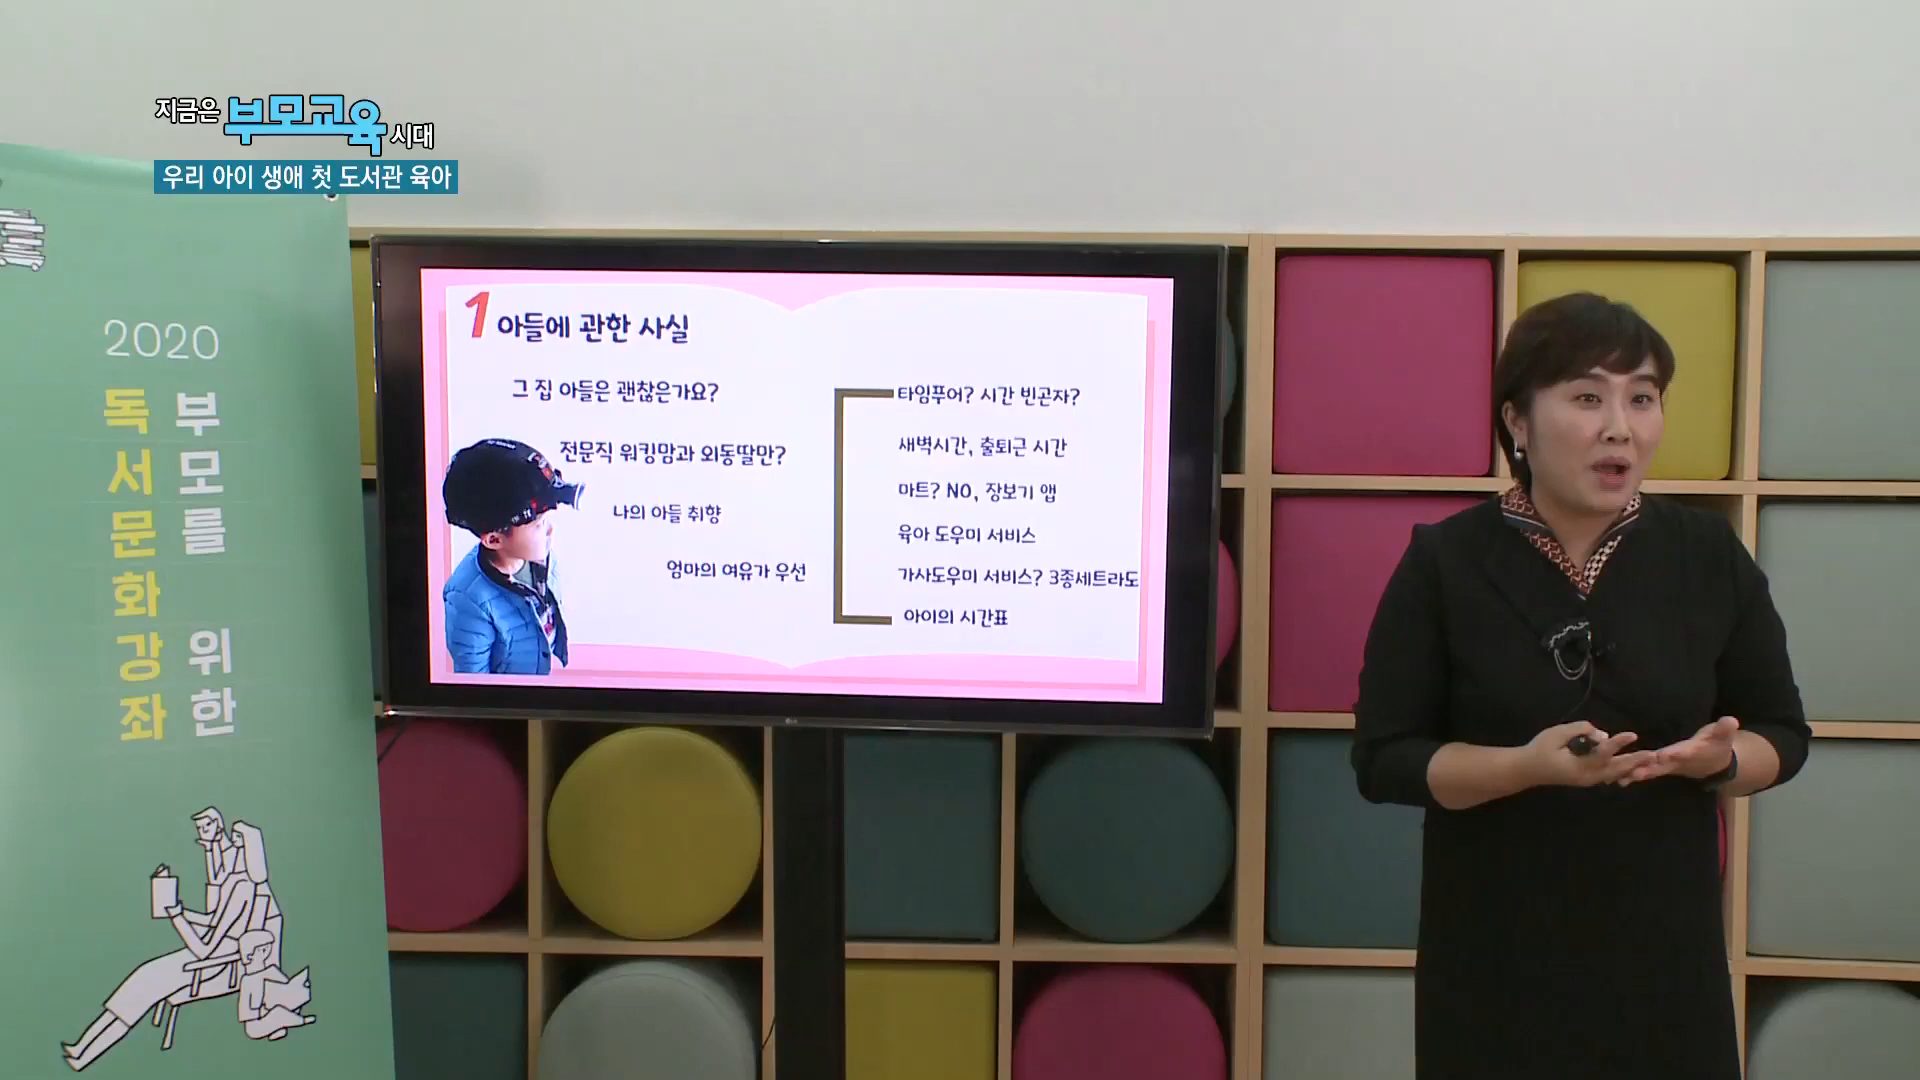 지금은 부모교육 시대
우리 아이 생애 첫 도서관 육아
2020
부모를 위한
독서문화강좌
1 아들에 관한 사실
그 집 아들은 괜찮은가요?
전문직 워킹맘과 외동딸만?
나의 아들 취향
엄마의 여유가 우선
타임푸어? 시간 빈곤자?
새벽시간, 출퇴근 시간
마트? NO, 장보기 앱
육아 도우미 서비스
가사도우미 서비스? 3종세트라도
아이의 시간표
LG